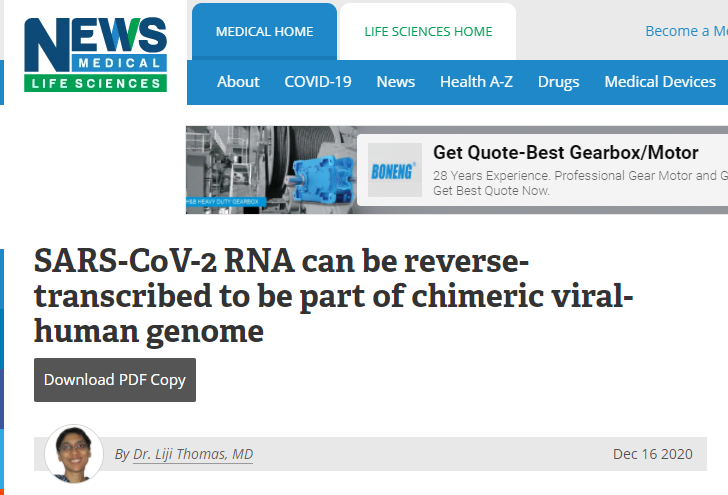 NEWS
MEDICAL
LIFE SCIENCES
MEDICAL HOME
LIFE SCIENCES HOME
Become a M
About COVID-19 News Health A-Z Drugs Medical Devices
BONENG
H&B HEAVY DUTY GEARBOX
Get Quote-Best Gearbox/Motor
28 Years Experience. Professional Gear Motor and G
Get Best Quote Now.
SARS-CoV-2 RNA can be reverse-
transcribed to be part of chimeric viral-
human genome
Download PDF Copy
By Dr. Liji Thomas, MD
Dec 16 2020